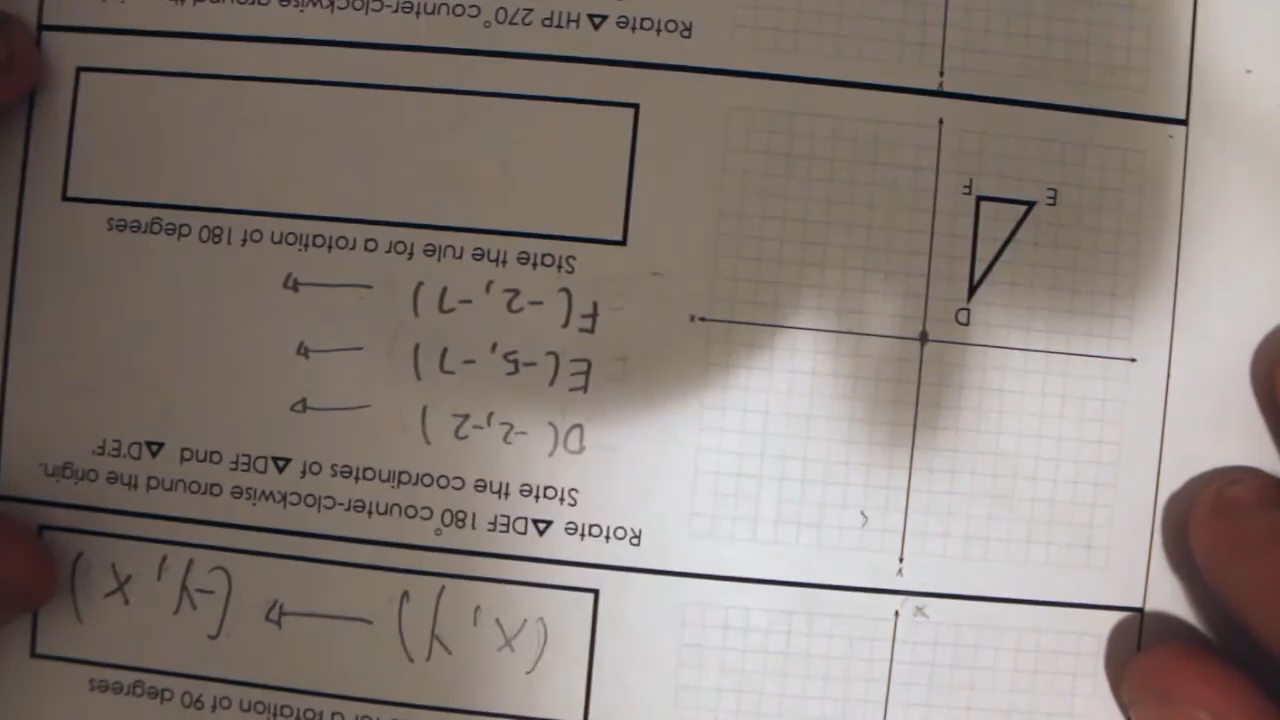 for a rotation of 90 degrees
(x, y) → (-y, x)
Rotate △DEF 180° counter-clockwise around the origin.
State the coordinates of △DEF and △D'E'F'
D(-2,-2) →
E(-5,-7) →
F(-2,-7) →
State the rule for a rotation of 180 degrees
Y
X
D
E
F
Rotate △ HTP 270° counter-clockwise around